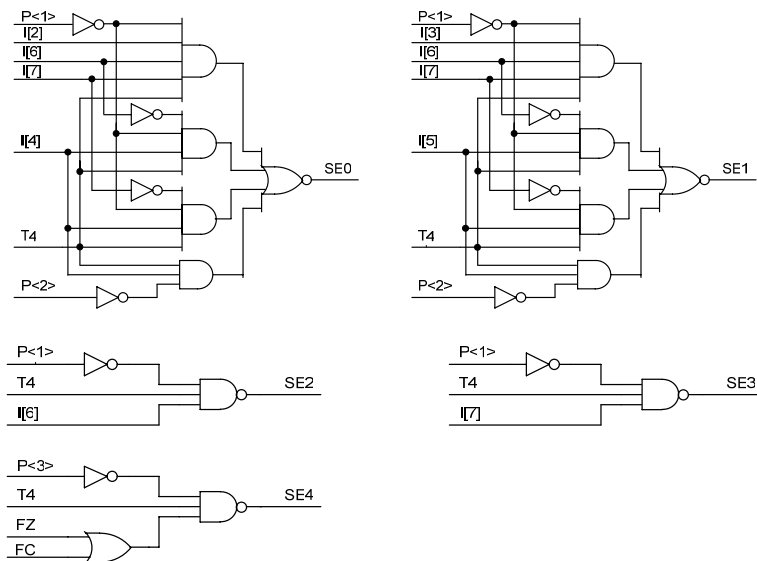 P<1>
I[2]
I[6]
I[7]
I[4]
T4
P<2>
SE0
P<1>
I[3]
I[6]
I[7]
I[5]
T4
P<2>
SE1
P<1>
T4
I[6]
SE2
P<1>
T4
I[7]
SE3
P<3>
T4
FZ
FC
SE4